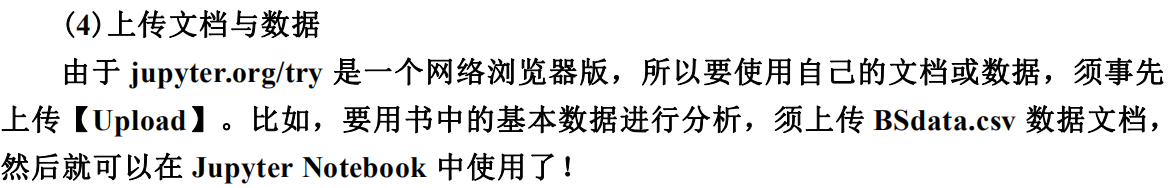 (4)上传文档与数据
由于 jupyter.org/try 是一个网络浏览器版，所以要使用自己的文档或数据，须事先
上传【Upload】。比如，要用书中的基本数据进行分析，须上传 BSdata.csv 数据文档，
然后就可以在 Jupyter Notebook 中使用了！